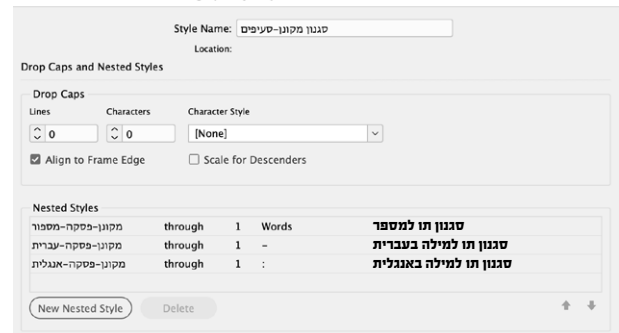 Style Name: סגנון מקונן-סעיפים
Location:
Drop Caps and Nested Styles
Drop Caps
Lines Characters Character Style
0 0 [None]
Align to Frame Edge Scale for Descenders
Nested Styles
מקונן-פסקה-מספור through 1 Words סגנון תו למספר
מקונן-פסקה-עברית through 1 – סגנון תו למילה בעברית
מקונן-פסקה-אנגלית through 1 : סגנון תו למילה באנגלית
New Nested Style Delete